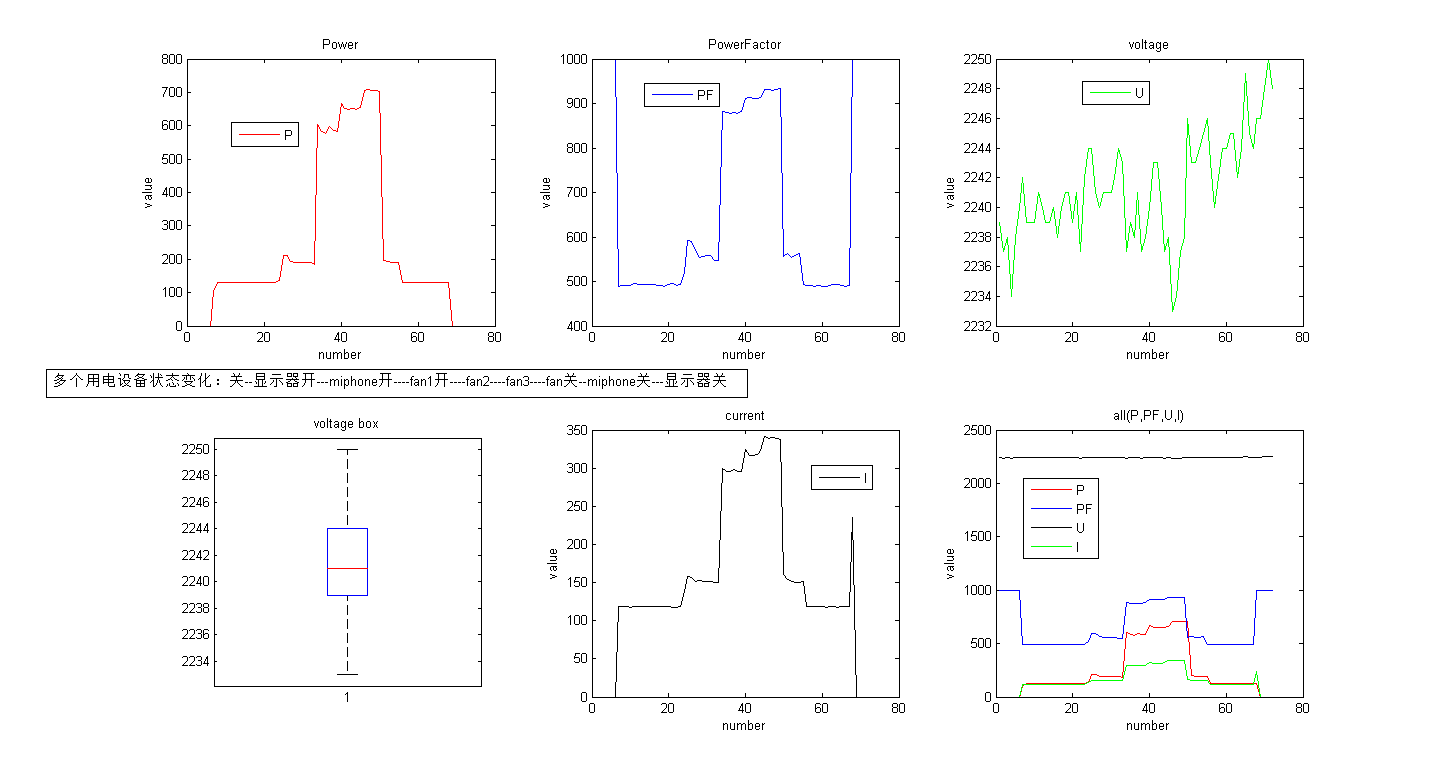 Power
800
700
600
500
400
300
200
100
0
0 20 40 60 80
value
number
P
PowerFactor
1000
900
800
700
600
500
400
0 20 40 60 80
value
number
PF
voltage
2250
2248
2246
2244
2242
2240
2238
2236
2234
2232
0 20 40 60 80
value
number
U
多个用电设备状态变化：关--显示器开---miphone开----fan1开----fan2----fan3----fan关--miphone关---显示器关
voltage box
2250
2248
2246
2244
2242
2240
2238
2236
2234
1
current
350
300
250
200
150
100
50
0
0 20 40 60 80
value
number
I
all(P,PF,U,I)
2500
2000
1500
1000
500
0
0 20 40 60 80
value
number
P
PF
U
I